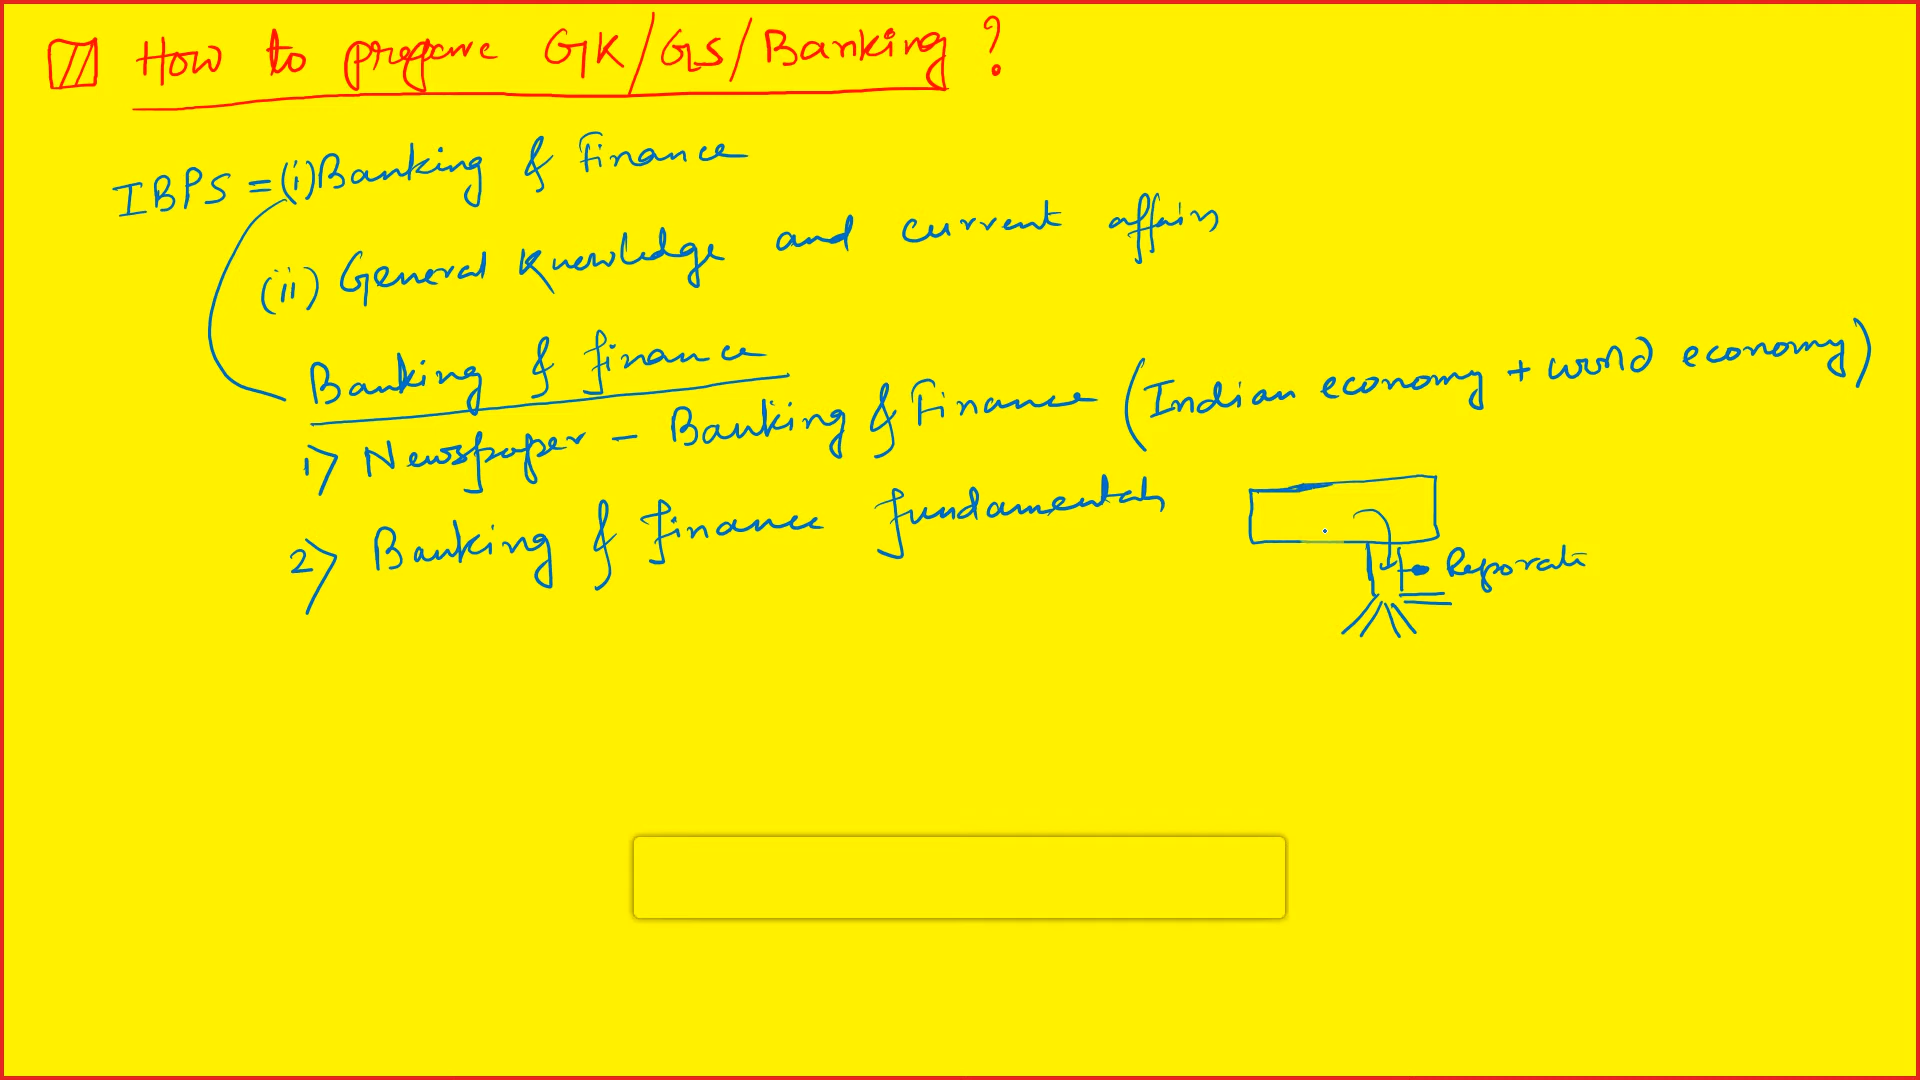 How to prepare GK/GS/Banking?
IBPS = (i) Banking & Finance
(ii) General Knowledge and current affairs
Banking & finance
1) Newspaper - Banking & Finance (Indian economy + world economy)
2) Banking & finance fundamentals
Reporate